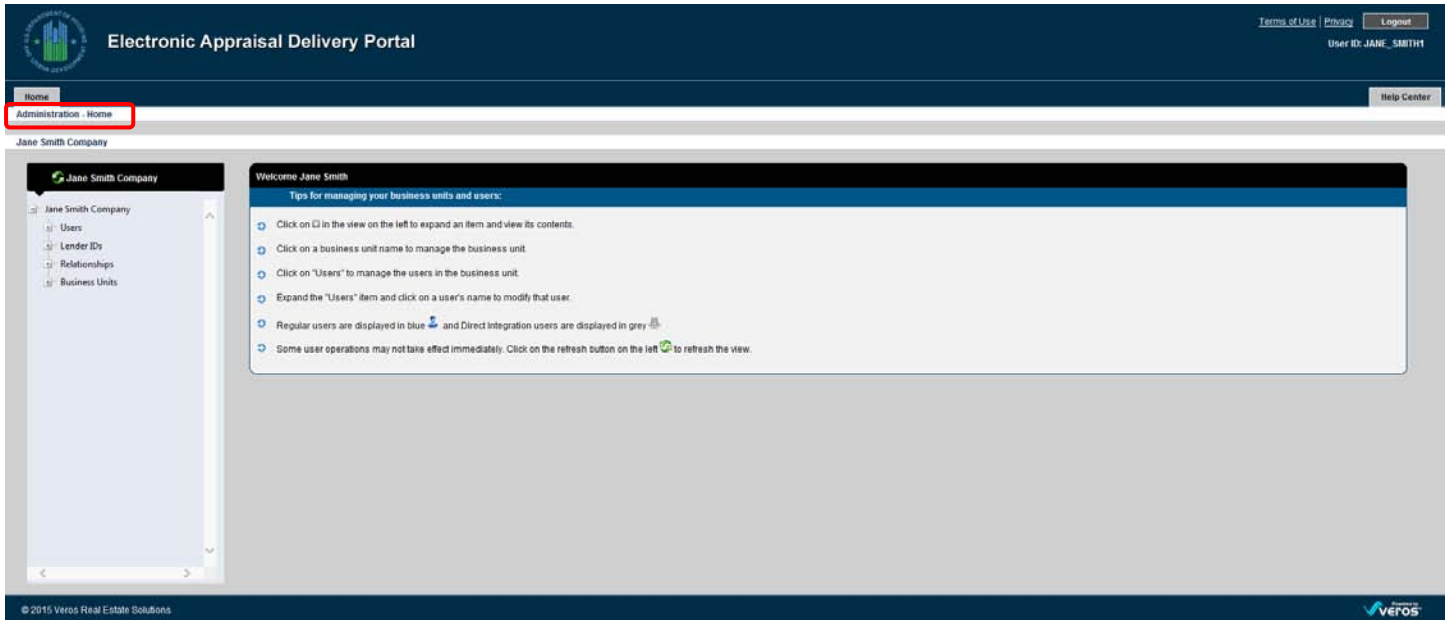 Terms of Use | Privacy Logout
Electronic Appraisal Delivery Portal
User ID: JANE_SMITH1
Home Help Center
Administration - Home
Jane Smith Company
Jane Smith Company
Jane Smith Company
Users
Lender IDs
Relationships
Business Units
Welcome Jane Smith
Tips for managing your business units and users:
Click on in the view on the left to expand an item and view its contents.
Click on a business unit name to manage the business unit.
Click on "Users" to manage the users in the business unit.
Expand the "Users" item and click on a user's name to modify that user.
Regular users are displayed in blue and Direct Integration users are displayed in grey
Some user operations may not take effect immediately. Click on the refresh button on the left to refresh the view.
© 2015 Veros Real Estate Solutions
Powered by
veros